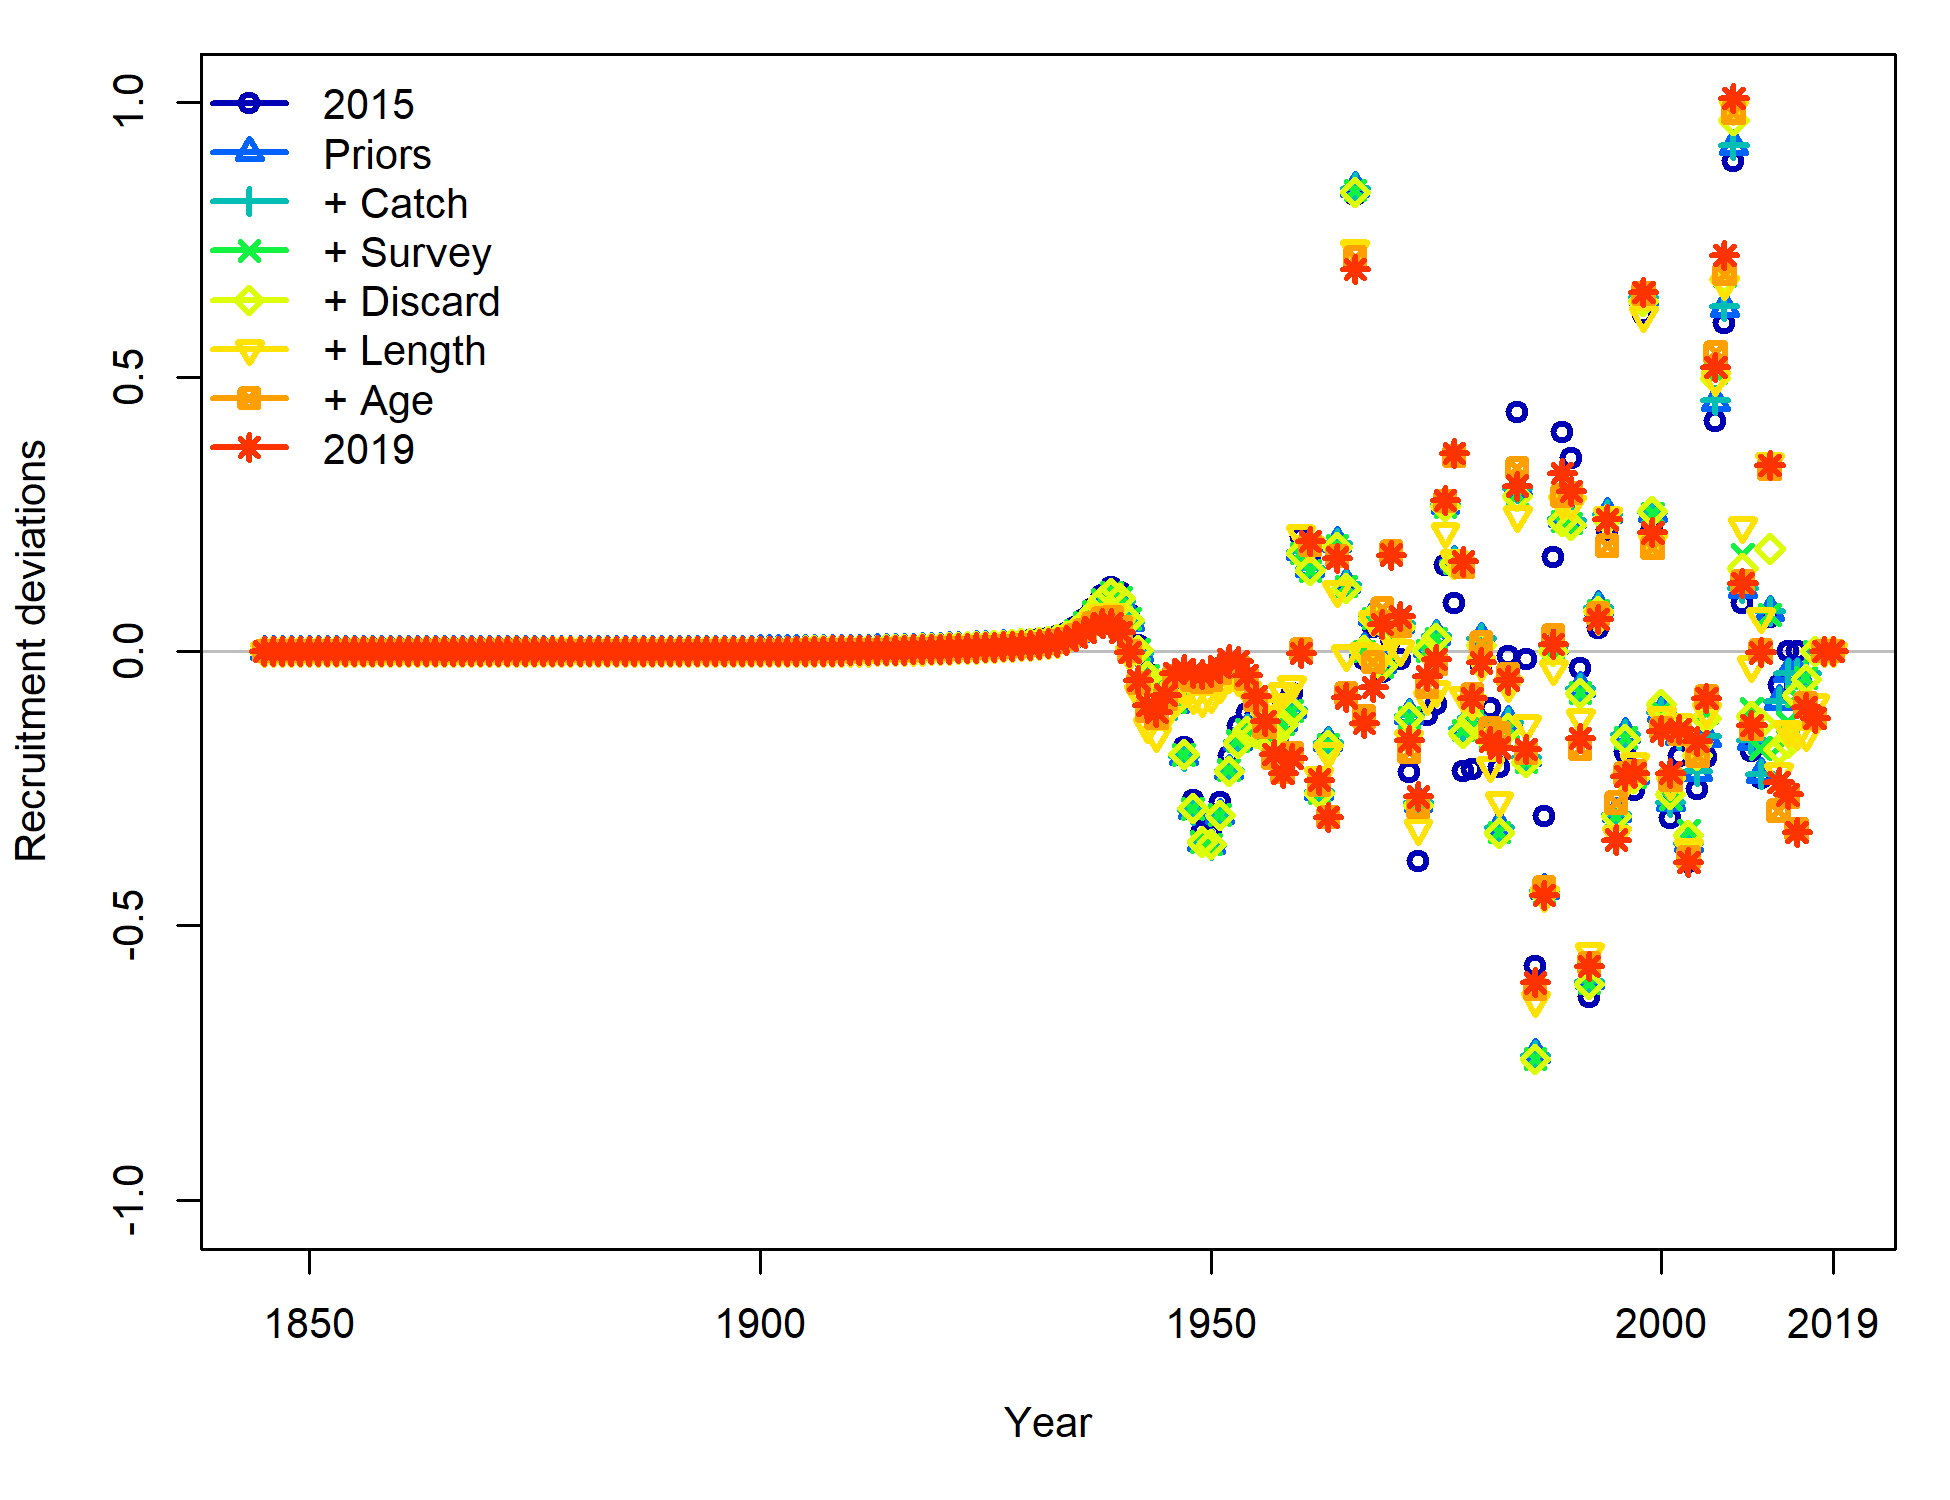 2015
Priors
+ Catch
+ Survey
+ Discard
+ Length
+ Age
2019
Recruitment deviations
1.0
0.5
0.0
-0.5
-1.0
1850
1900
1950
2000
2019
Year